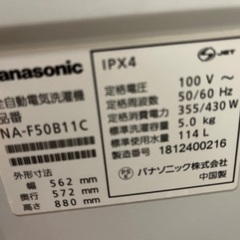 Panasonic
全自動電気洗濯機
品番
NA-F50B11C
外形寸法
幅 562 mm
奥行 572 mm
高さ 880 mm
IPX4
JET
定格電圧 100 V~
定格周波数 50/60 Hz
定格消費電力 355/430 W
標準洗濯容量 5.0 kg
標準使用水量 114 L
1812400216
パナソニック株式会社
中国製